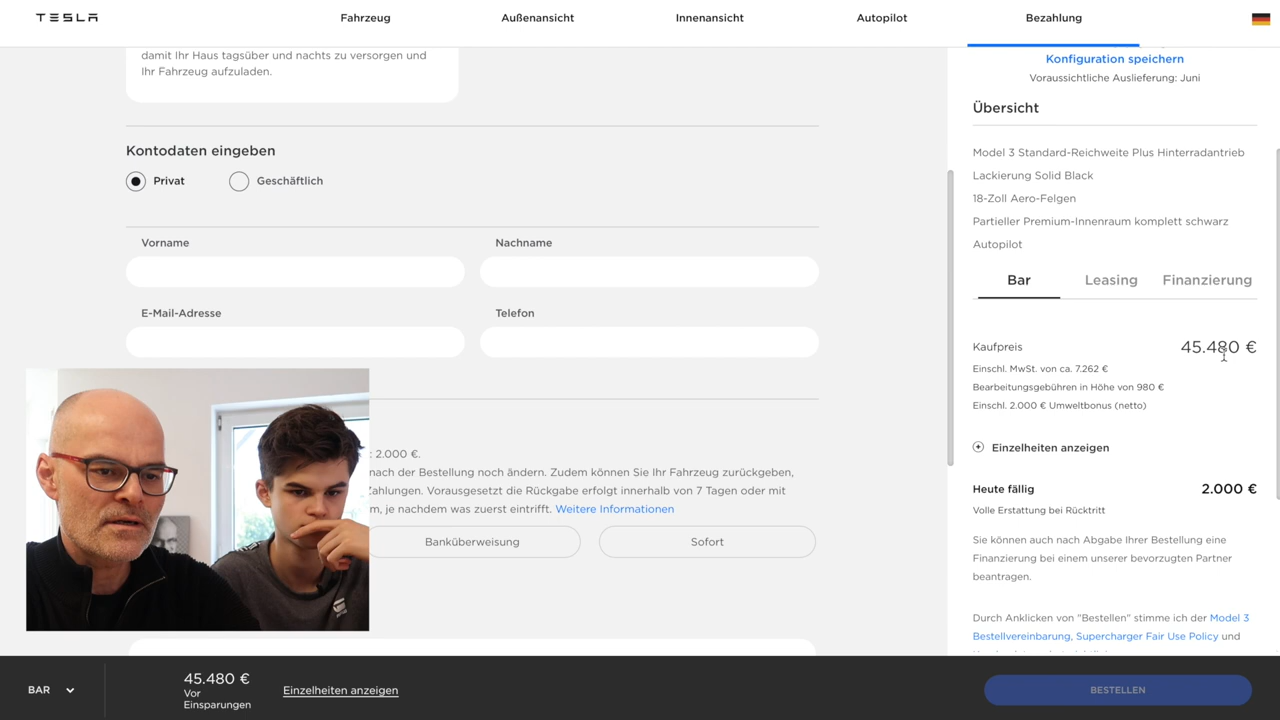 TESLA
Fahrzeug
Außenansicht
Innenansicht
Autopilot
Bezahlung
damit Ihr Haus tagsüber und nachts zu versorgen und
Ihr Fahrzeug aufzuladen.
Kontodaten eingeben
Privat
Geschäftlich
Vorname
Nachname
E-Mail-Adresse
Telefon
: 2.000 €.
nach der Bestellung noch ändern. Zudem können Sie Ihr Fahrzeug zurückgeben,
Zahlungen. Vorausgesetzt die Rückgabe erfolgt innerhalb von 7 Tagen oder mit
m, je nachdem was zuerst eintrifft. Weitere Informationen
Banküberweisung
Sofort
Konfiguration speichern
Voraussichtliche Auslieferung: Juni
Übersicht
Model 3 Standard-Reichweite Plus Hinterradantrieb
Lackierung Solid Black
18-Zoll Aero-Felgen
Partieller Premium-Innenraum komplett schwarz
Autopilot
Bar
Leasing
Finanzierung
Kaufpreis 45.480 €
Einschl. MwSt. von ca. 7.262 €
Bearbeitungsgebühren in Höhe von 980 €
Einschl. 2.000 € Umweltbonus (netto)
Einzelheiten anzeigen
Heute fällig 2.000 €
Volle Erstattung bei Rücktritt
Sie können auch nach Abgabe Ihrer Bestellung eine
Finanzierung bei einem unserer bevorzugten Partner
beantragen.
Durch Anklicken von "Bestellen" stimme ich der Model 3
Bestellvereinbarung, Supercharger Fair Use Policy und
BAR
45.480 €
Vor
Einsparungen
Einzelheiten anzeigen
BESTELLEN